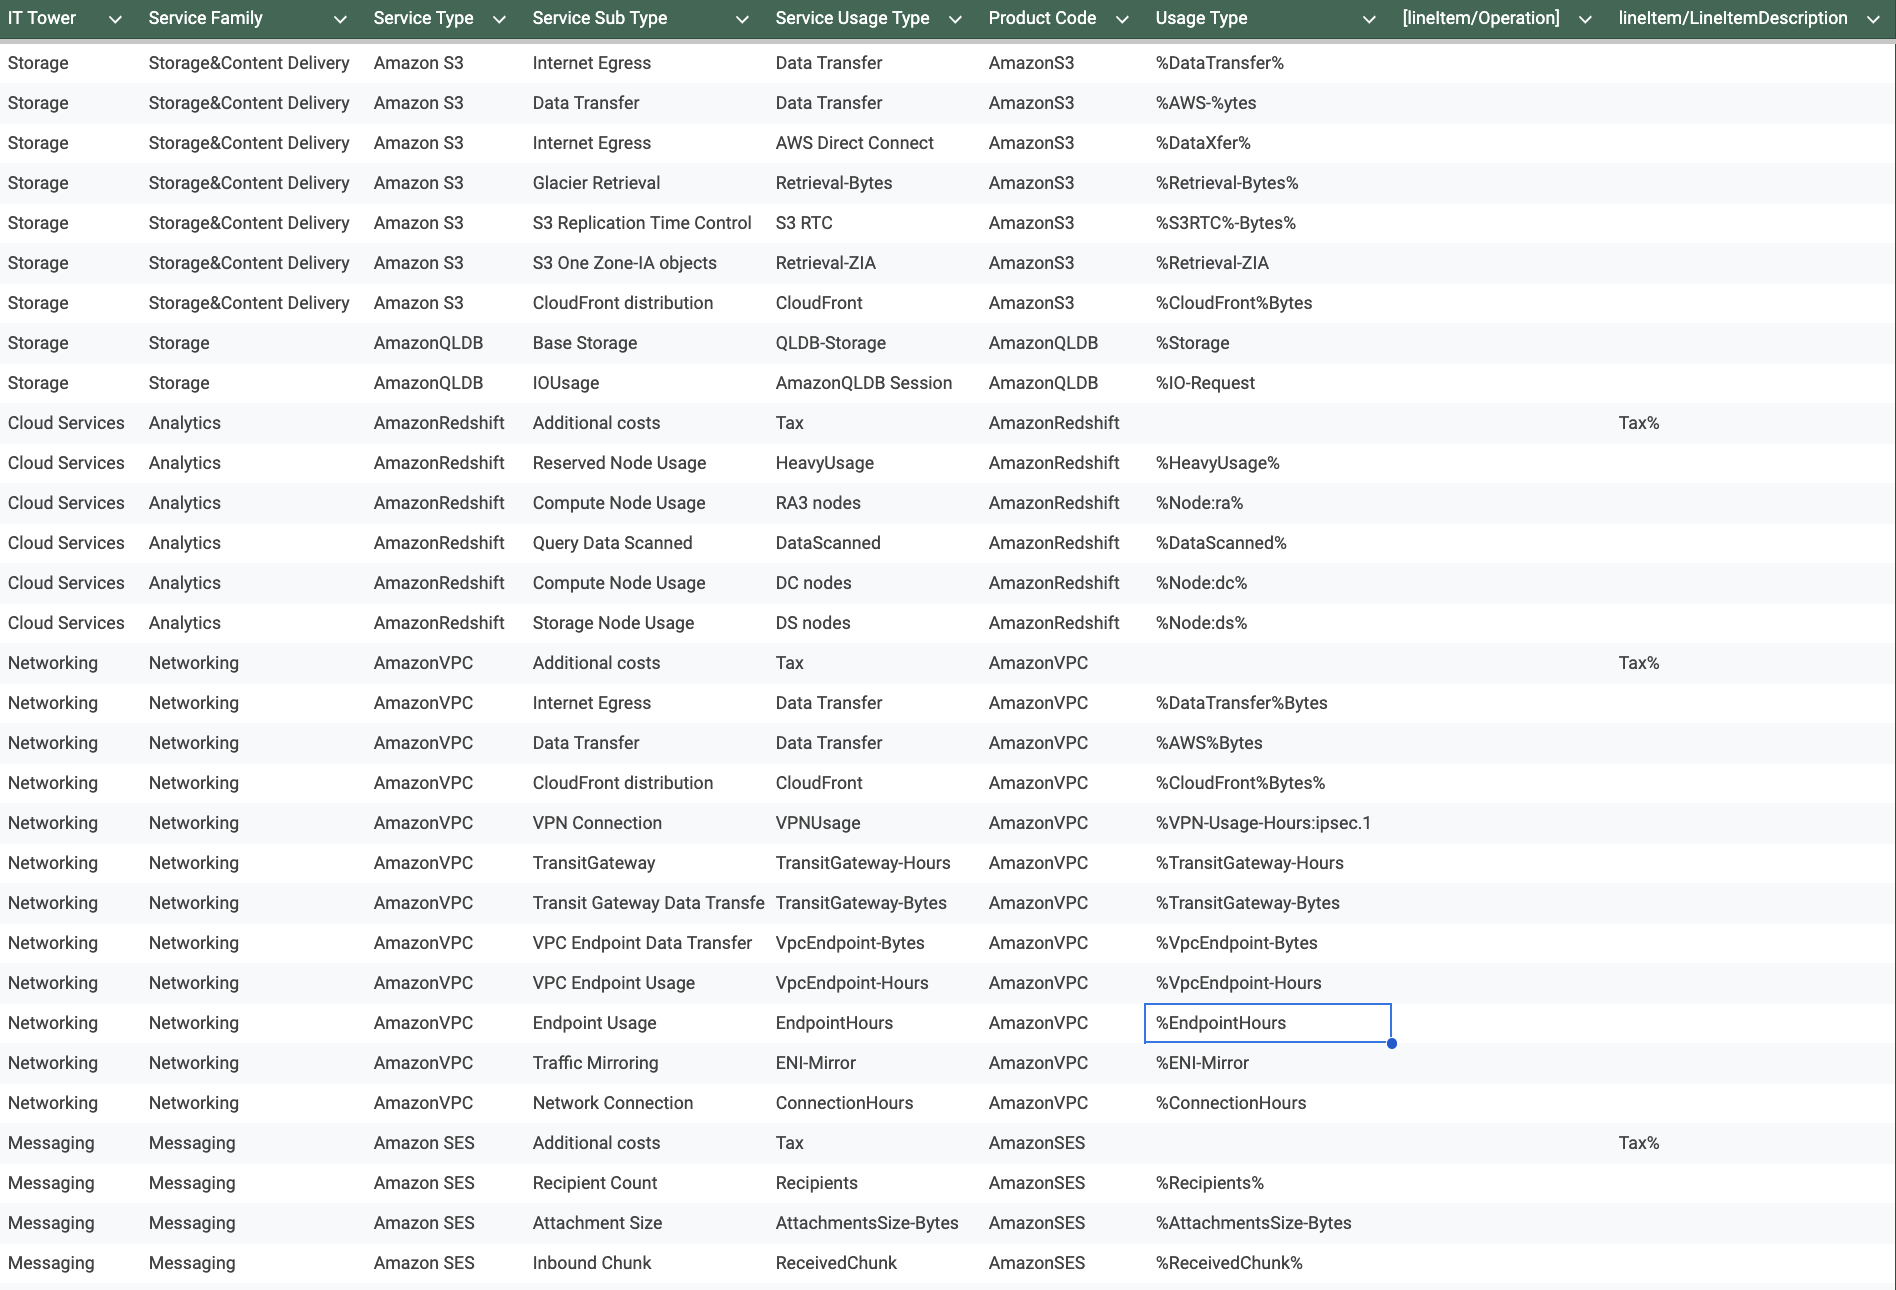 IT Tower Service Family Service Type Service Sub Type Service Usage Type Product Code Usage Type [lineItem/Operation] lineItem/LineItemDescription
Storage Storage&Content Delivery Amazon S3 Internet Egress Data Transfer AmazonS3 %DataTransfer%
Storage Storage&Content Delivery Amazon S3 Data Transfer Data Transfer AmazonS3 %AWS-%ytes
Storage Storage&Content Delivery Amazon S3 Internet Egress AWS Direct Connect AmazonS3 %DataXfer%
Storage Storage&Content Delivery Amazon S3 Glacier Retrieval Retrieval-Bytes AmazonS3 %Retrieval-Bytes%
Storage Storage&Content Delivery Amazon S3 S3 Replication Time Control S3 RTC AmazonS3 %S3RTC%-Bytes%
Storage Storage&Content Delivery Amazon S3 S3 One Zone-IA objects Retrieval-ZIA AmazonS3 %Retrieval-ZIA
Storage Storage&Content Delivery Amazon S3 CloudFront distribution CloudFront AmazonS3 %CloudFront%Bytes
Storage Storage AmazonQLDB Base Storage QLDB-Storage AmazonQLDB %Storage
Storage Storage AmazonQLDB IOUsage AmazonQLDB Session AmazonQLDB %IO-Request
Cloud Services Analytics AmazonRedshift Additional costs Tax AmazonRedshift Tax%
Cloud Services Analytics AmazonRedshift Reserved Node Usage HeavyUsage AmazonRedshift %HeavyUsage%
Cloud Services Analytics AmazonRedshift Compute Node Usage RA3 nodes AmazonRedshift %Node:ra%
Cloud Services Analytics AmazonRedshift Query Data Scanned DataScanned AmazonRedshift %DataScanned%
Cloud Services Analytics AmazonRedshift Compute Node Usage DC nodes AmazonRedshift %Node:dc%
Cloud Services Analytics AmazonRedshift Storage Node Usage DS nodes AmazonRedshift %Node:ds%
Networking Networking AmazonVPC Additional costs Tax AmazonVPC Tax%
Networking Networking AmazonVPC Internet Egress Data Transfer AmazonVPC %DataTransfer%Bytes
Networking Networking AmazonVPC Data Transfer Data Transfer AmazonVPC %AWS%Bytes
Networking Networking AmazonVPC CloudFront distribution CloudFront AmazonVPC %CloudFront%Bytes%
Networking Networking AmazonVPC VPN Connection VPNUsage AmazonVPC %VPN-Usage-Hours:ipsec.1
Networking Networking AmazonVPC TransitGateway TransitGateway-Hours AmazonVPC %TransitGateway-Hours
Networking Networking AmazonVPC Transit Gateway Data Transfe TransitGateway-Bytes AmazonVPC %TransitGateway-Bytes
Networking Networking AmazonVPC VPC Endpoint Data Transfer VpcEndpoint-Bytes AmazonVPC %VpcEndpoint-Bytes
Networking Networking AmazonVPC VPC Endpoint Usage VpcEndpoint-Hours AmazonVPC %VpcEndpoint-Hours
Networking Networking AmazonVPC Endpoint Usage EndpointHours AmazonVPC %EndpointHours
Networking Networking AmazonVPC Traffic Mirroring ENI-Mirror AmazonVPC %ENI-Mirror
Networking Networking AmazonVPC Network Connection ConnectionHours AmazonVPC %ConnectionHours
Messaging Messaging Amazon SES Additional costs Tax AmazonSES Tax%
Messaging Messaging Amazon SES Recipient Count Recipients AmazonSES %Recipients%
Messaging Messaging Amazon SES Attachment Size AttachmentsSize-Bytes AmazonSES %AttachmentsSize-Bytes
Messaging Messaging Amazon SES Inbound Chunk ReceivedChunk AmazonSES %ReceivedChunk%